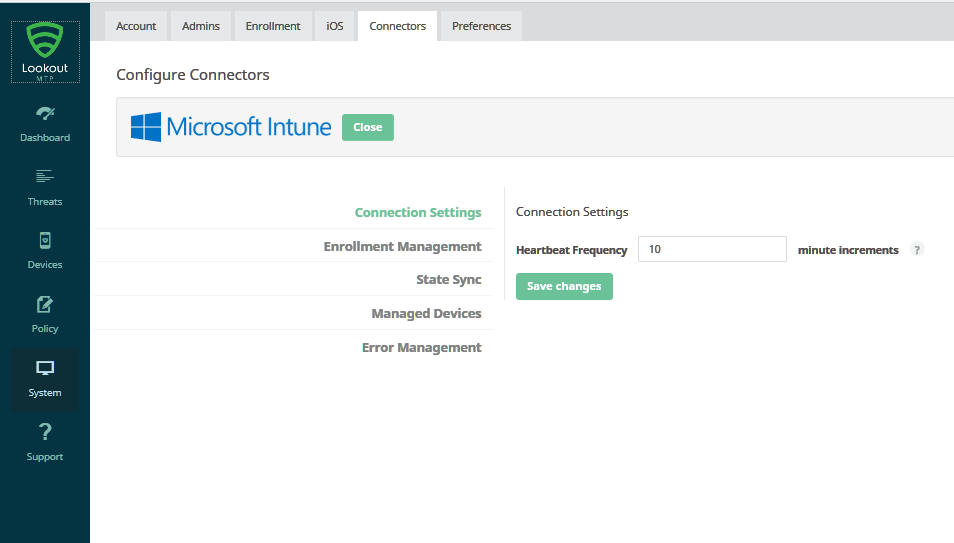 Account Admins Enrollment iOS Connectors Preferences
Lookout
MTP
Dashboard
Threats
Devices
Policy
System
Support
Configure Connectors
Microsoft Intune Close
Connection Settings
Enrollment Management
State Sync
Managed Devices
Error Management
Connection Settings
Heartbeat Frequency 10 minute increments ?
Save changes